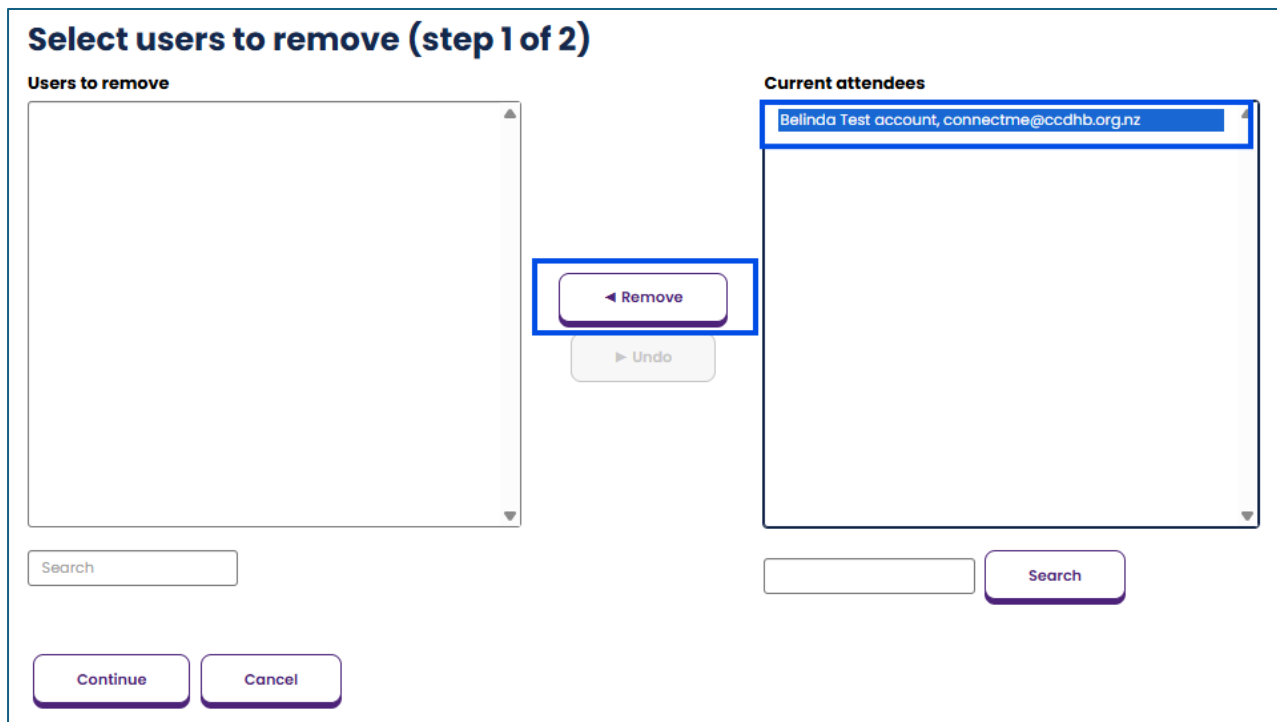 Select users to remove (step 1 of 2)
Users to remove
Current attendees
Belinda Test account, connectme@ccdhb.org.nz
◄ Remove
► Undo
Search
Search
Continue
Cancel